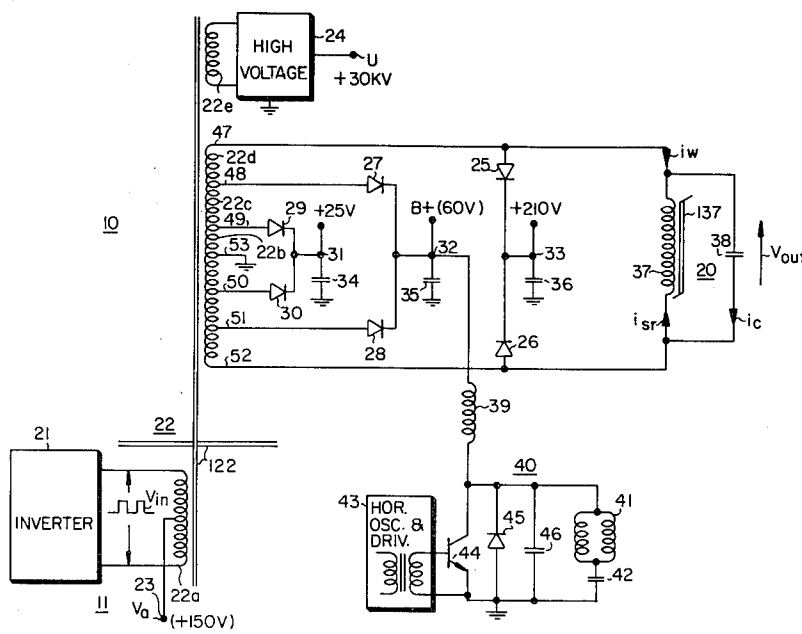 24
HIGH
VOLTAGE
U
+30KV
22e
47
22d
48
27
25
iw
22c
49
29
+25V
B+(60V)
+210V
137
10
53
22b
31
32
33
38
Vout
37
20
50
34
35
36
30
51
28
26
isr
ic
52
39
21
22
122
INVERTER
Vin
43
HOR.
OSC. &
DRIV.
40
45
41
44
46
42
23
22a
11
Va
(+150V)